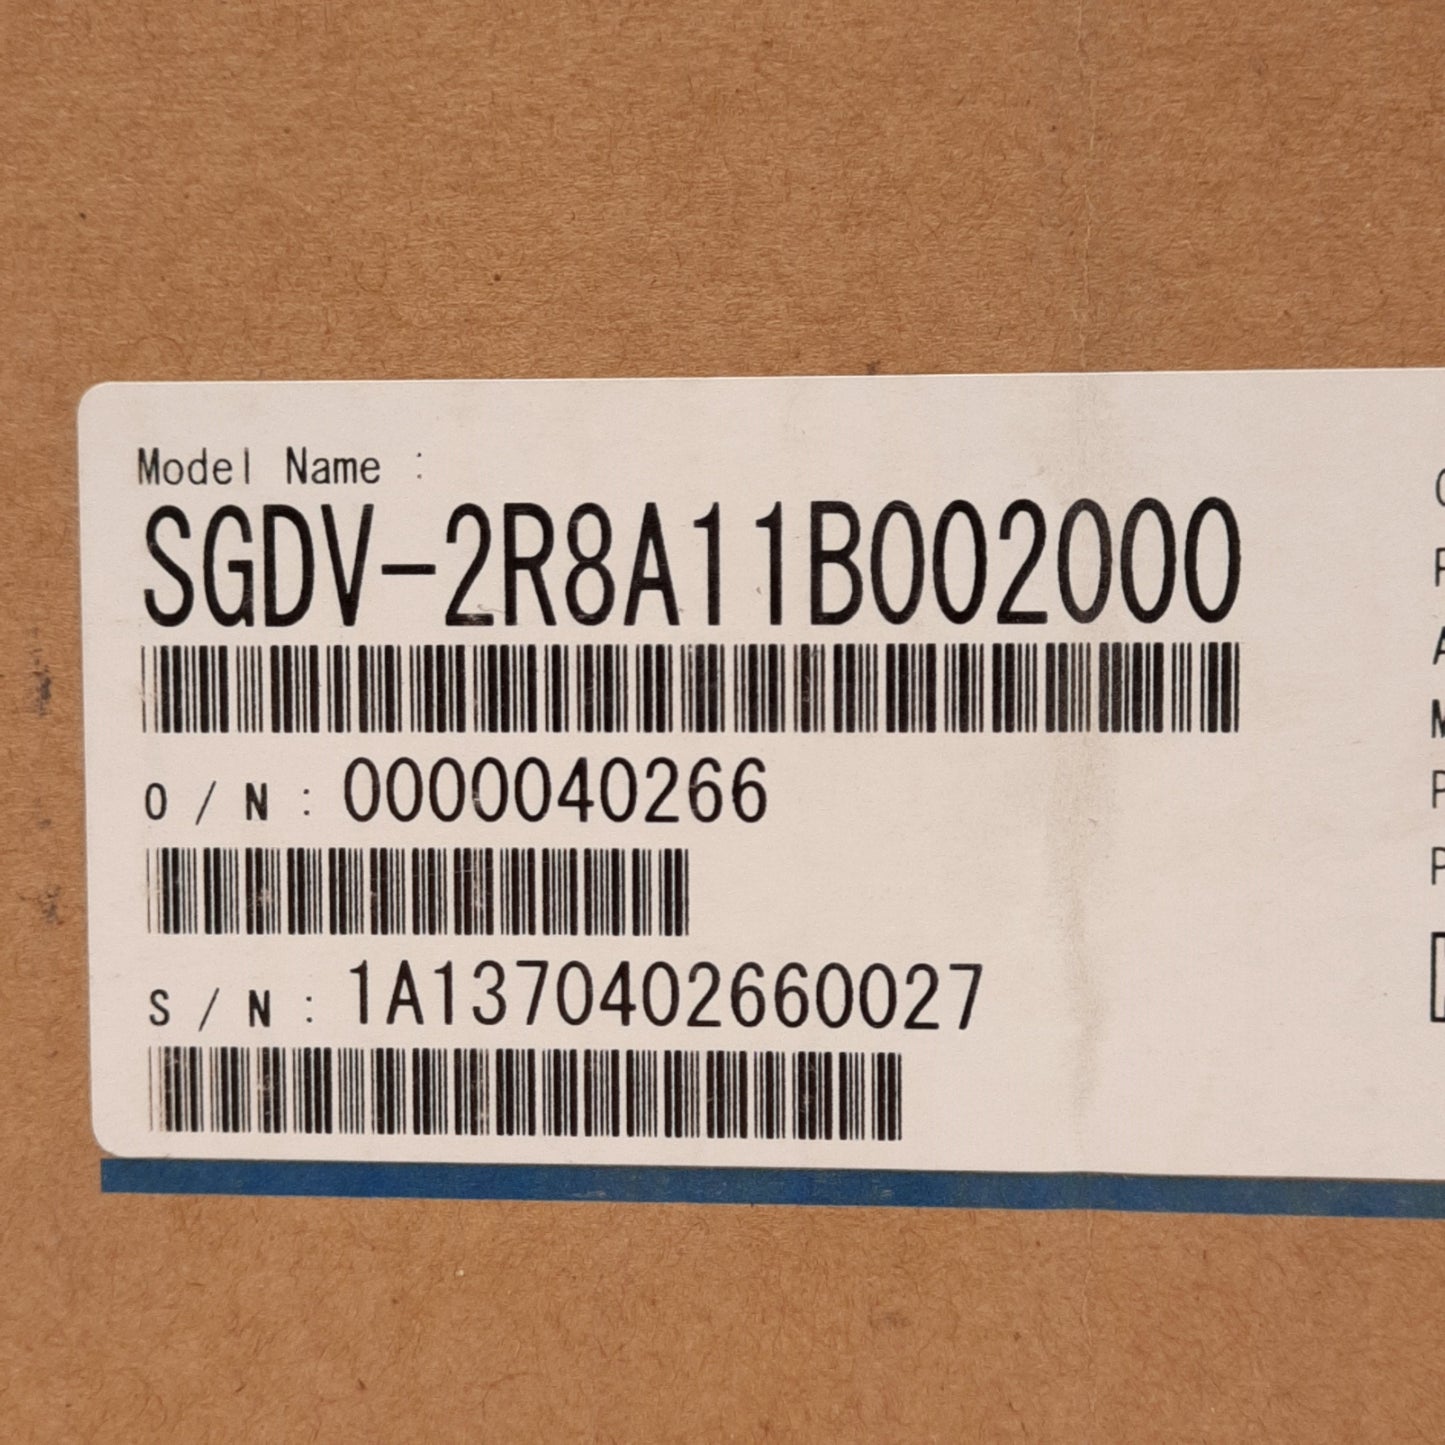 Model Name :
SGDV-2R8A11B002000
O / N : 0000040266
S / N : 1A1370402660027